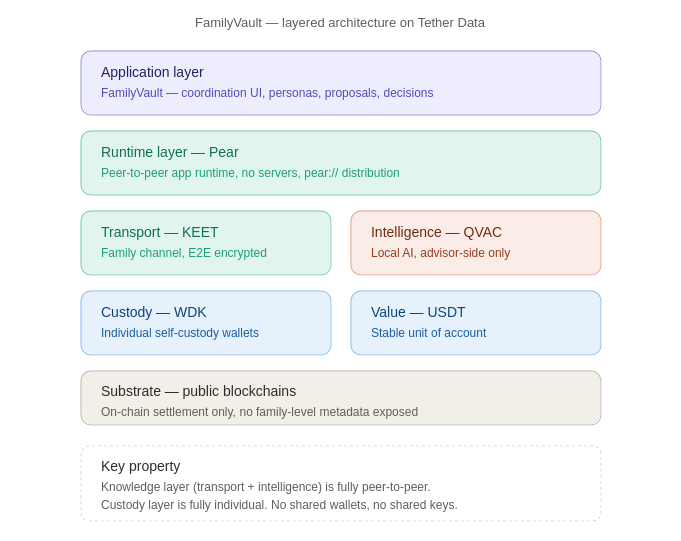 FamilyVault — layered architecture on Tether Data
Application layer
FamilyVault — coordination UI, personas, proposals, decisions
Runtime layer — Pear
Peer-to-peer app runtime, no servers, pear:// distribution
Transport — KEET
Family channel, E2E encrypted
Intelligence — QVAC
Local AI, advisor-side only
Custody — WDK
Individual self-custody wallets
Value — USDT
Stable unit of account
Substrate — public blockchains
On-chain settlement only, no family-level metadata exposed
Key property
Knowledge layer (transport + intelligence) is fully peer-to-peer.
Custody layer is fully individual. No shared wallets, no shared keys.